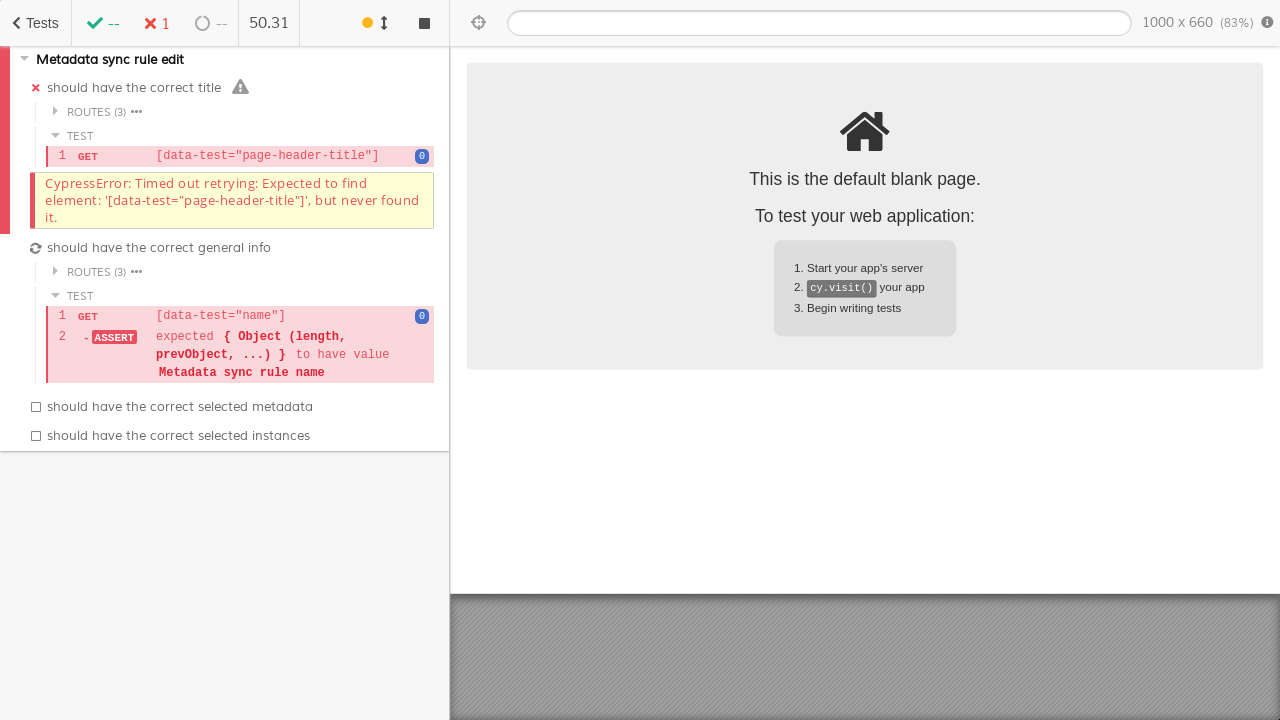 Tests
--
1
--
50.31
1000 x 660 (83%)
Metadata sync rule edit
should have the correct title
ROUTES (3)
TEST
1 GET [data-test="page-header-title"] 0
CypressError: Timed out retrying: Expected to find
element: '[data-test="page-header-title"]', but never found
it.
should have the correct general info
ROUTES (3)
TEST
1 GET [data-test="name"] 0
2 - ASSERT expected { Object (length,
prevObject, ...) } to have value
Metadata sync rule name
should have the correct selected metadata
should have the correct selected instances
This is the default blank page.
To test your web application:
1. Start your app's server
2. cy.visit() your app
3. Begin writing tests